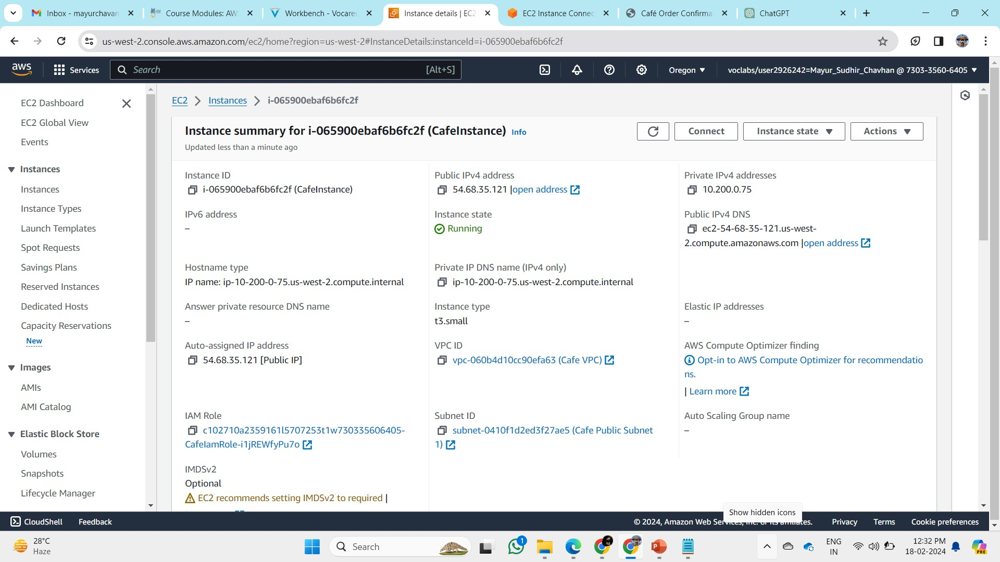 Inbox - mayurchavan
Course Modules: AW
Workbench - Vocareu
Instance details | EC2
EC2 Instance Connec
Café Order Confirma
ChatGPT
us-west-2.console.aws.amazon.com/ec2/home?region=us-west-2#InstanceDetails:instanceId=i-065900ebaf6b6fc2f
aws
Services
Search
[Alt+S]
Oregon
voclabs/user2926242=Mayur_Sudhir_Chavhan @ 7303-3560-6405
EC2 Dashboard
EC2 Global View
Events
Instances
Instances
Instance Types
Launch Templates
Spot Requests
Savings Plans
Reserved Instances
Dedicated Hosts
Capacity Reservations
New
Images
AMIs
AMI Catalog
Elastic Block Store
Volumes
Snapshots
Lifecycle Manager
EC2 > Instances > i-065900ebaf6b6fc2f
Instance summary for i-065900ebaf6b6fc2f (CafeInstance) Info
Updated less than a minute ago
Connect
Instance state
Actions
Instance ID
i-065900ebaf6b6fc2f (CafeInstance)
Public IPv4 address
54.68.35.121 |open address
Private IPv4 addresses
10.200.0.75
IPv6 address
–
Instance state
Running
Public IPv4 DNS
ec2-54-68-35-121.us-west-
2.compute.amazonaws.com |open address
Hostname type
IP name: ip-10-200-0-75.us-west-2.compute.internal
Private IP DNS name (IPv4 only)
ip-10-200-0-75.us-west-2.compute.internal
Answer private resource DNS name
–
Instance type
t3.small
Elastic IP addresses
–
Auto-assigned IP address
54.68.35.121 [Public IP]
VPC ID
vpc-060b4d10cc90efa63 (Cafe VPC)
AWS Compute Optimizer finding
Opt-in to AWS Compute Optimizer for recommendatio
ns.
| Learn more
IAM Role
c102710a2359161l5707253t1w730335606405-
CafeIamRole-i1jREWfyPu7o
Subnet ID
subnet-0410f1d2ed3f27ae5 (Cafe Public Subnet
1)
Auto Scaling Group name
–
IMDSv2
Optional
EC2 recommends setting IMDSv2 to required |
Show hidden icons
CloudShell
Feedback
© 2024, Amazon Web Services, Inc. or its affiliates.
Privacy
Terms
Cookie preferences
28°C
Haze
Search
1
ENG
IN
12:32 PM
18-02-2024
PRE